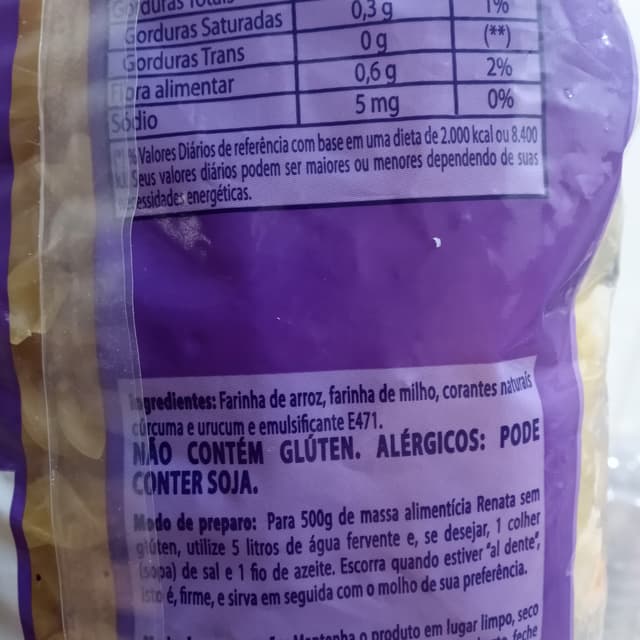 Gorduras Totais
Gorduras Saturadas 0,3 g 1%
Gorduras Trans 0 g (**)
Fibra alimentar 0,6 g 2%
Sódio 5 mg 0%
% Valores Diários de referência com base em uma dieta de 2.000 kcal ou 8.400
kJ. Seus valores diários podem ser maiores ou menores dependendo de suas
necessidades energéticas.
Ingredientes: Farinha de arroz, farinha de milho, corantes naturais
cúrcuma e urucum e emulsificante E471.
NÃO CONTÉM GLÚTEN. ALÉRGICOS: PODE
CONTER SOJA.
Modo de preparo: Para 500g de massa alimentícia Renata sem
glúten, utilize 5 litros de água fervente e, se desejar, 1 colher
(sopa) de sal e 1 fio de azeite. Escorra quando estiver "al dente",
isto é, firme, e sirva em seguida com o molho de sua preferência.
Mantenha o produto em lugar limpo, seco
feche